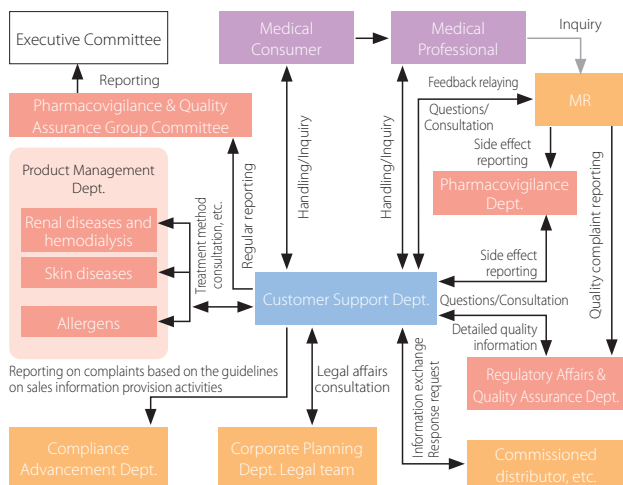 Executive Committee
Medical
Consumer
Medical
Professional
Inquiry
Reporting
Feedback relaying
MR
Pharmacovigilance & Quality
Assurance Group Committee
Questions/
Consultation
Handling/Inquiry
Handling/Inquiry
Side effect
reporting
Product Management
Dept.
Pharmacovigilance
Dept.
Quality complaint reporting
Renal diseases and
hemodialysis
Treatment method
consultation, etc.
Regular reporting
Skin diseases
Side effect
reporting
Customer Support Dept.
Questions/Consultation
Allergens
Detailed quality
information
Reporting on complaints based on the guidelines
on sales information provision activities
Legal affairs
consultation
Information exchange
Response request
Regulatory Affairs &
Quality Assurance Dept.
Compliance
Advancement Dept.
Corporate Planning
Dept. Legal team
Commissioned
distributor, etc.